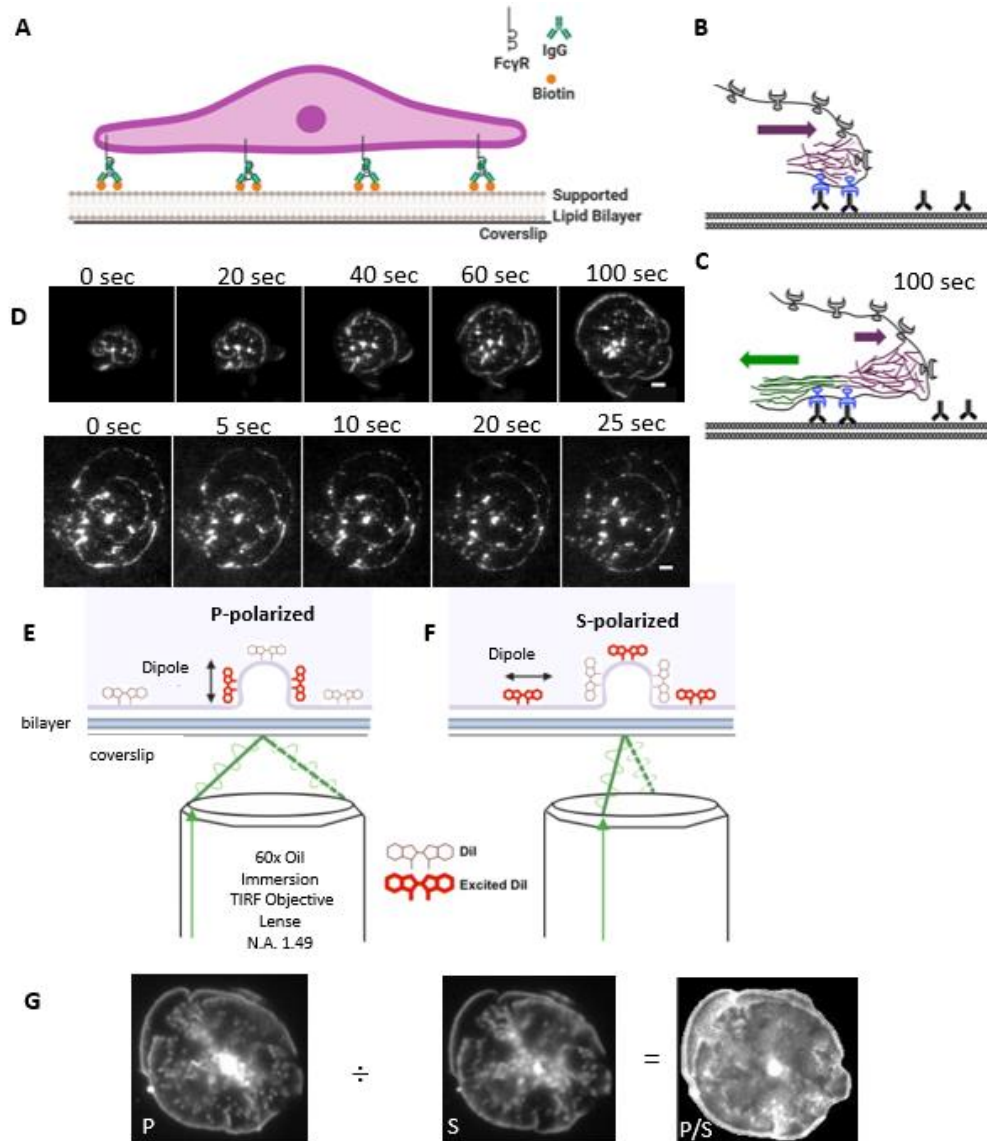 A
FcγR
IgG
Biotin
Supported
Lipid Bilayer
Coverslip
B
C
100 sec
D
0 sec
20 sec
40 sec
60 sec
100 sec
0 sec
5 sec
10 sec
20 sec
25 sec
E
P-polarized
Dipole
bilayer
coverslip
60x Oil
Immersion
TIRF Objective
Lense
N.A. 1.49
F
S-polarized
Dipole
DiI
Excited DiI
G
P
÷
S
=
P/S